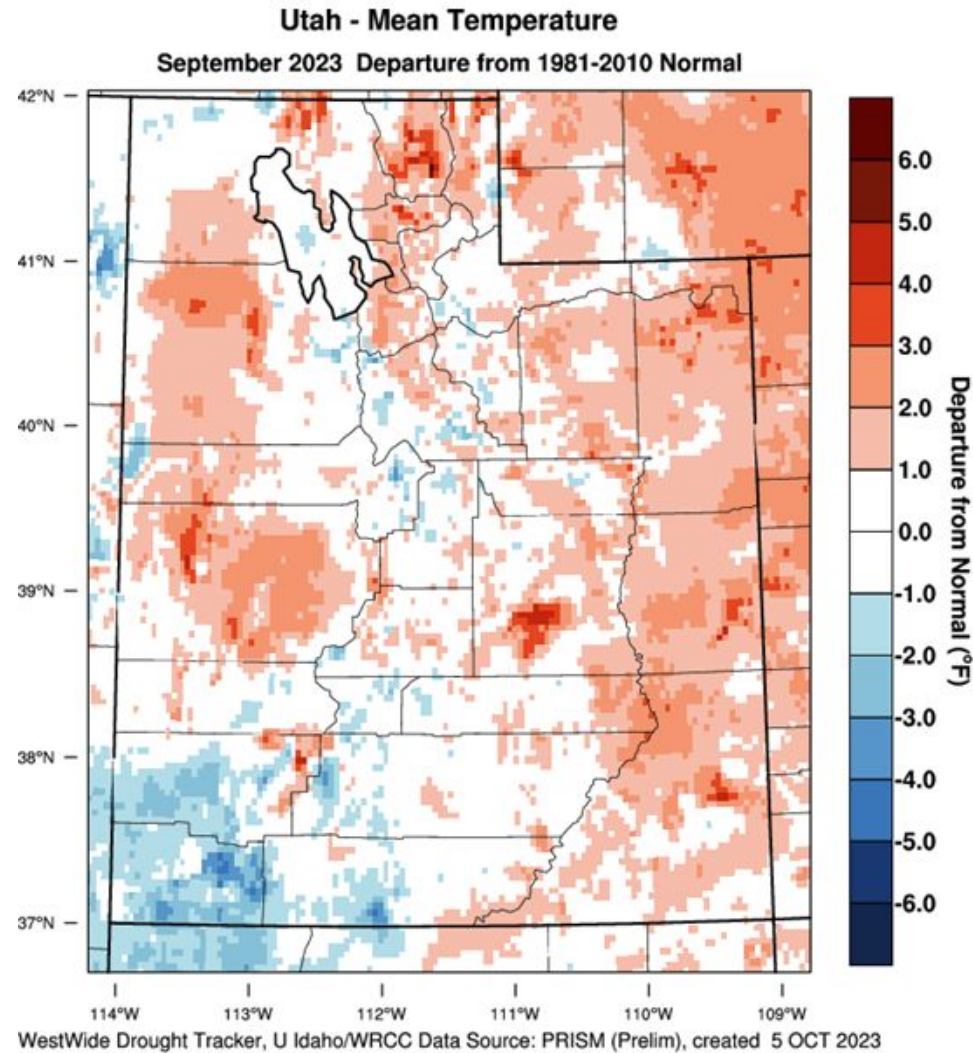 Utah - Mean Temperature
September 2023 Departure from 1981-2010 Normal
42°N
41°N
40°N
39°N
38°N
37°N
114°W 113°W 112°W 111°W 110°W 109°W
6.0
5.0
4.0
3.0
2.0
1.0
0.0
-1.0
-2.0
-3.0
-4.0
-5.0
-6.0
Departure from Normal (°F)
WestWide Drought Tracker, U Idaho/WRCC Data Source: PRISM (Prelim), created 5 OCT 2023